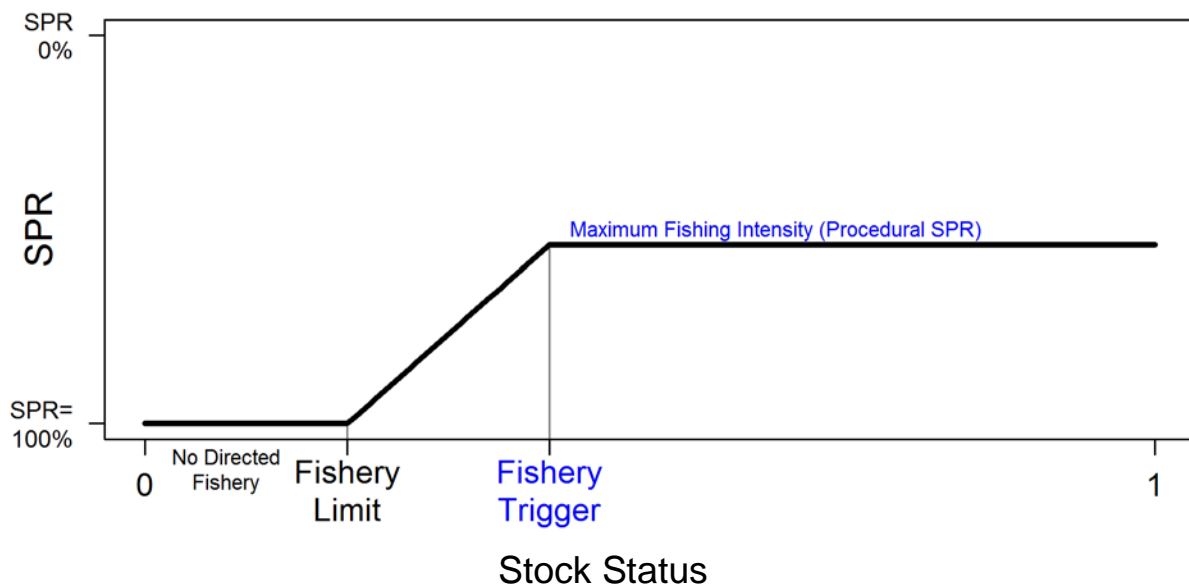 SPR
0%
SPR
Maximum Fishing Intensity (Procedural SPR)
SPR=
100%
0
No Directed
Fishery
Fishery
Limit
Fishery
Trigger
1
Stock Status